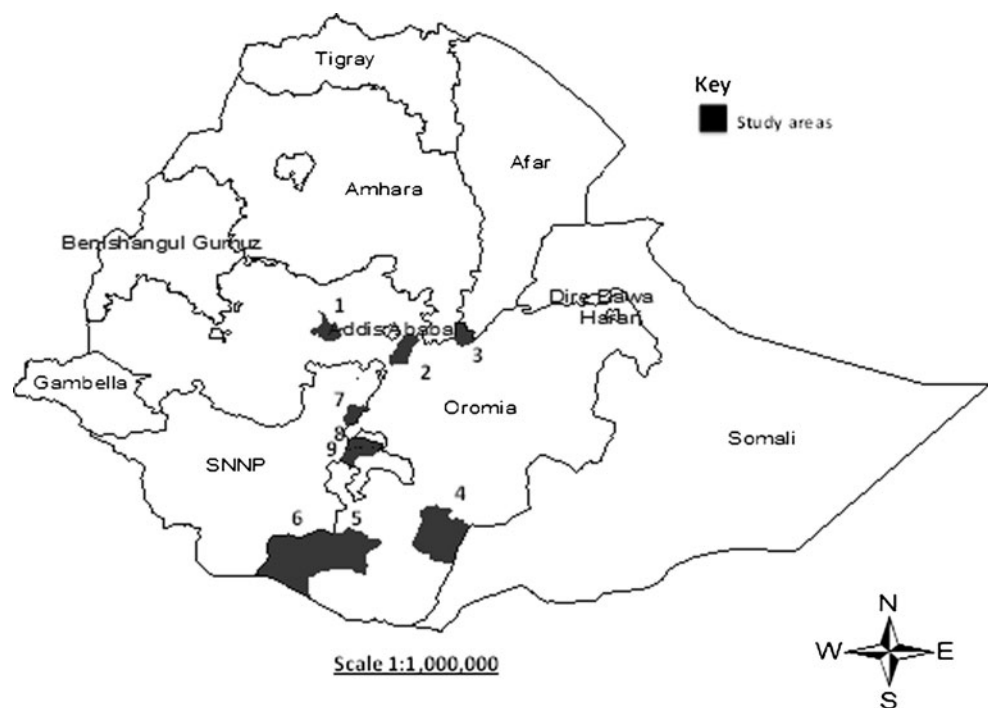 Tigray
Key
Study areas
Afar
Amhara
Benishangul Gumuz
Dire Dawa
Harari
1
Addis Ababa
3
2
Gambella
7
Oromia
8
9
SNNP
Somali
4
6
5
N
W
E
S
Scale 1:1,000,000